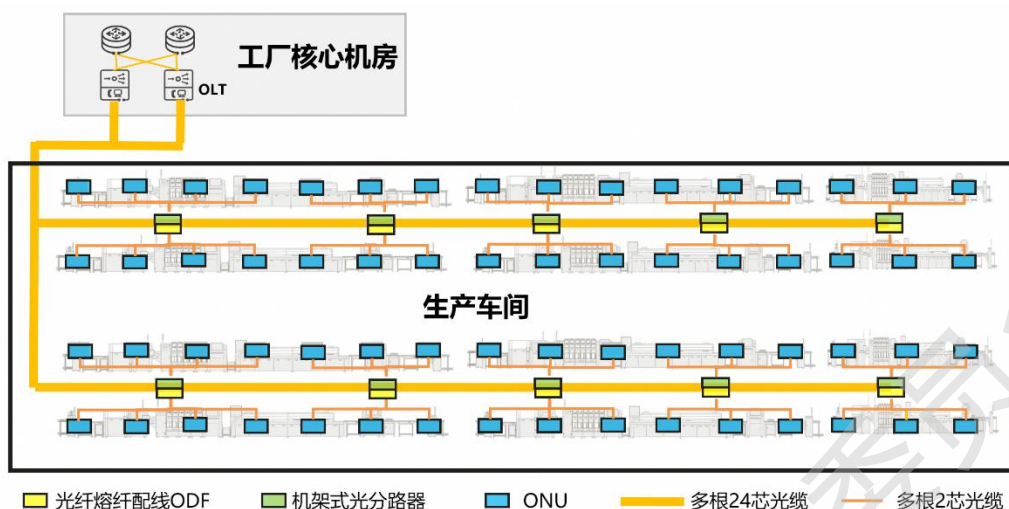 工厂核心机房
OLT
生产车间
光纤熔纤配线ODF
机架式光分路器
ONU
多根24芯光缆
多根2芯光缆